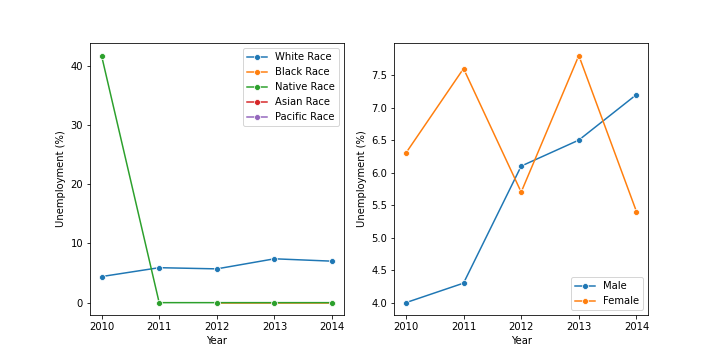 Unemployment (%)
40
30
20
10
0
2010 2011 2012 2013 2014
Year
White Race
Black Race
Native Race
Asian Race
Pacific Race
Unemployment (%)
7.5
7.0
6.5
6.0
5.5
5.0
4.5
4.0
2010 2011 2012 2013 2014
Year
Male
Female